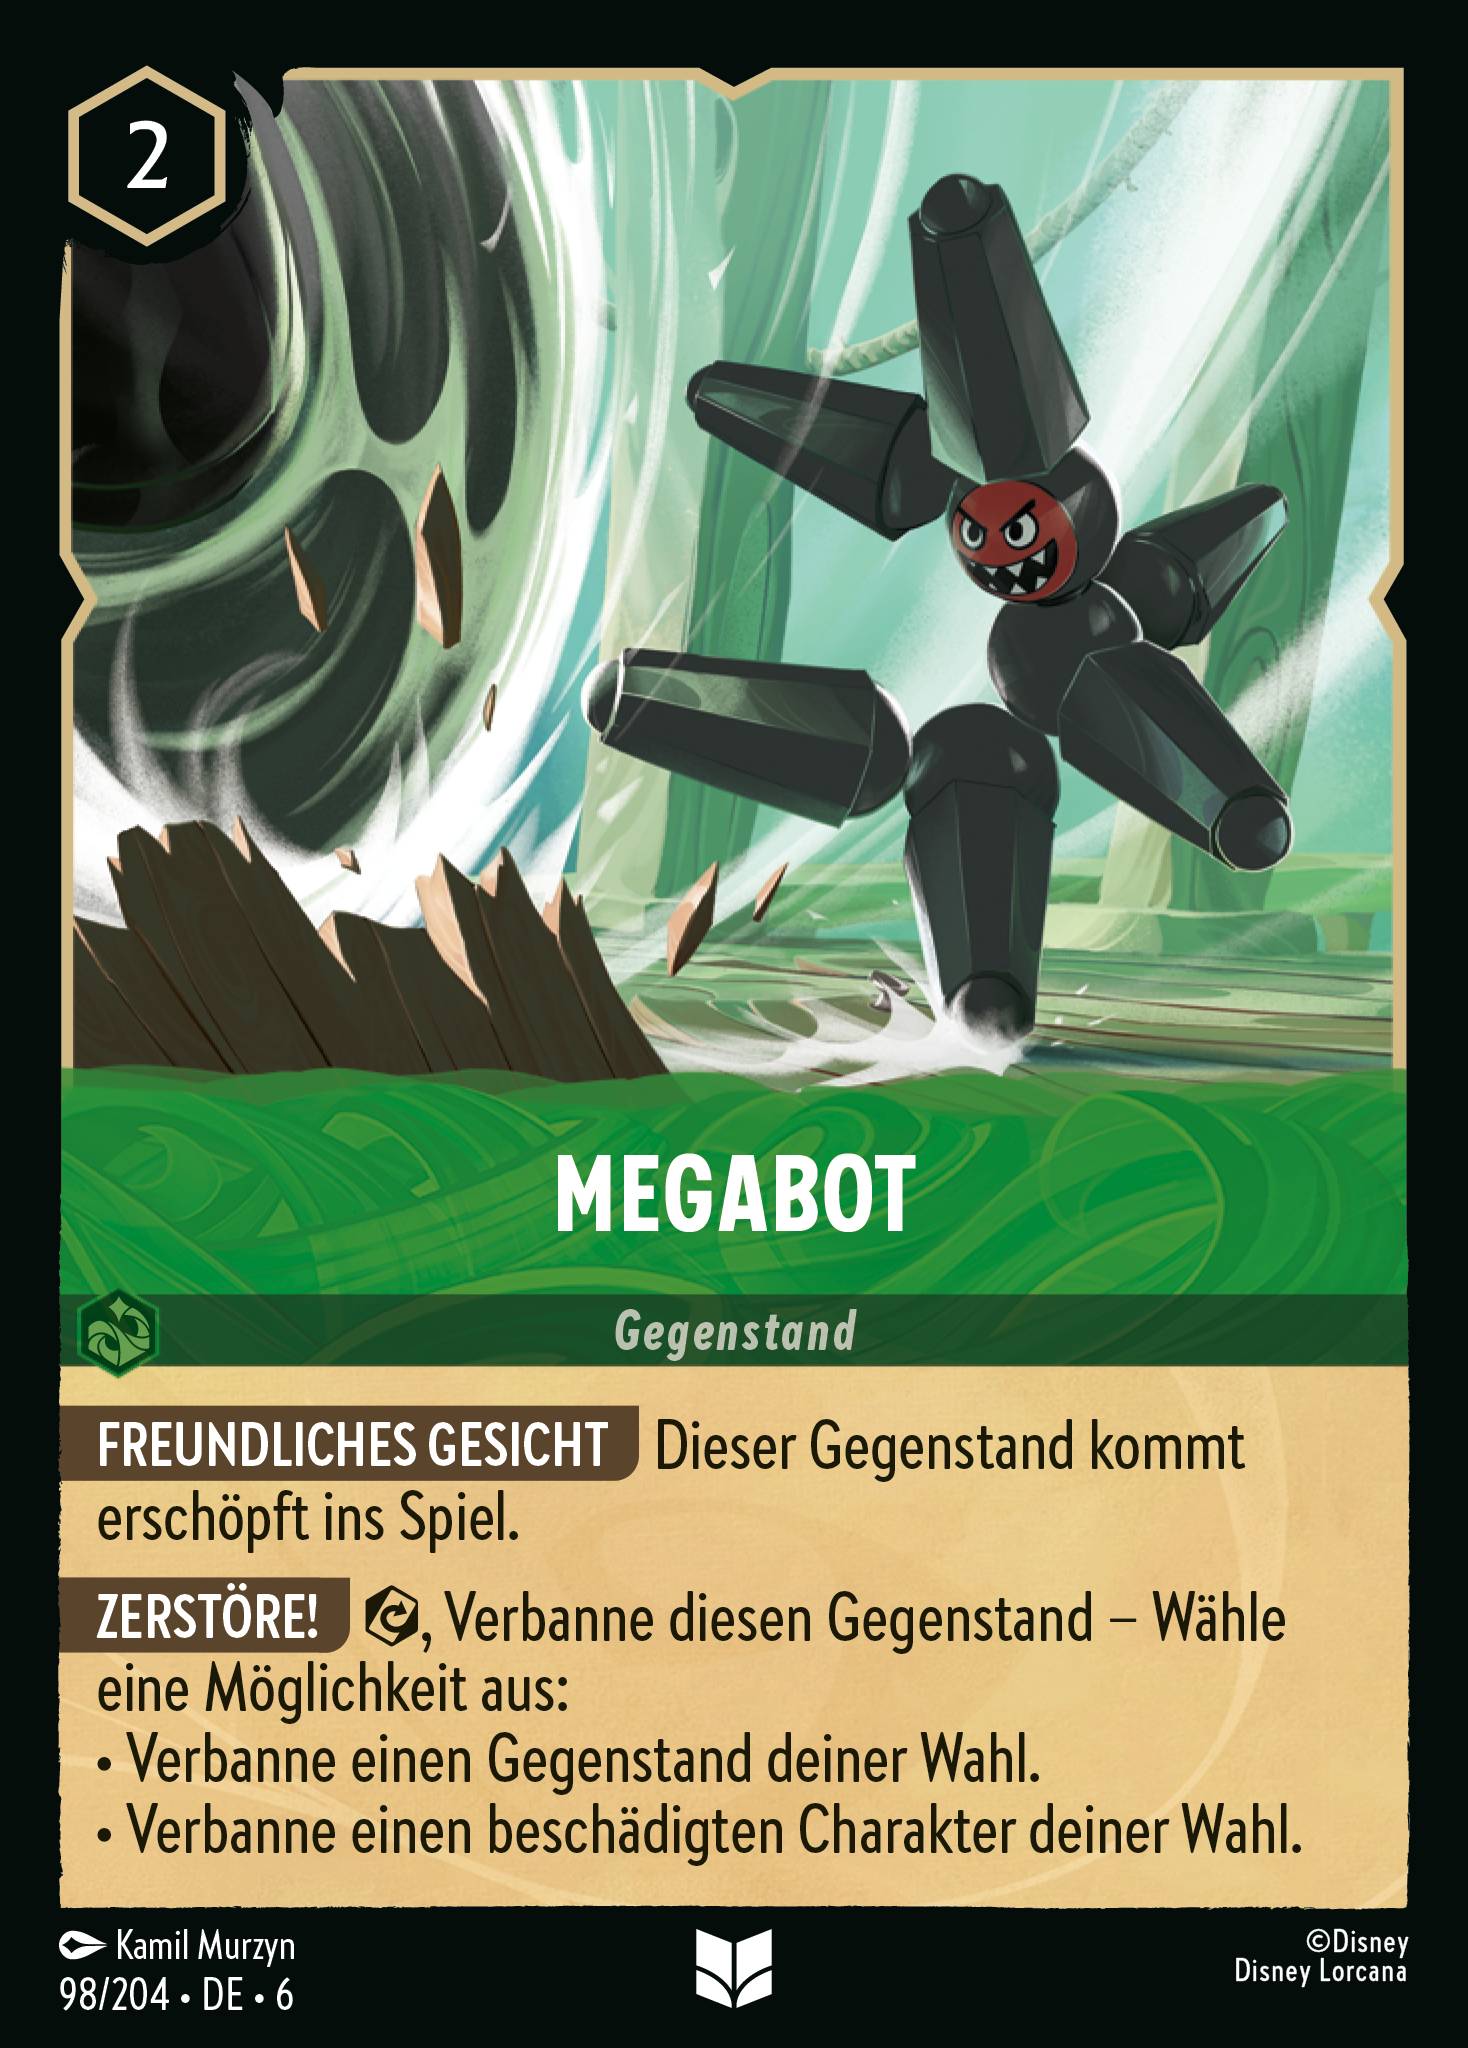 2
MEGABOT
Gegenstand
FREUNDLICHES GESICHT Dieser Gegenstand kommt
erschöpft ins Spiel.
ZERSTÖRE! , Verbanne diesen Gegenstand – Wähle
eine Möglichkeit aus:
• Verbanne einen Gegenstand deiner Wahl.
• Verbanne einen beschädigten Charakter deiner Wahl.
Kamil Murzyn
98/204 • DE • 6
©Disney
Disney Lorcana